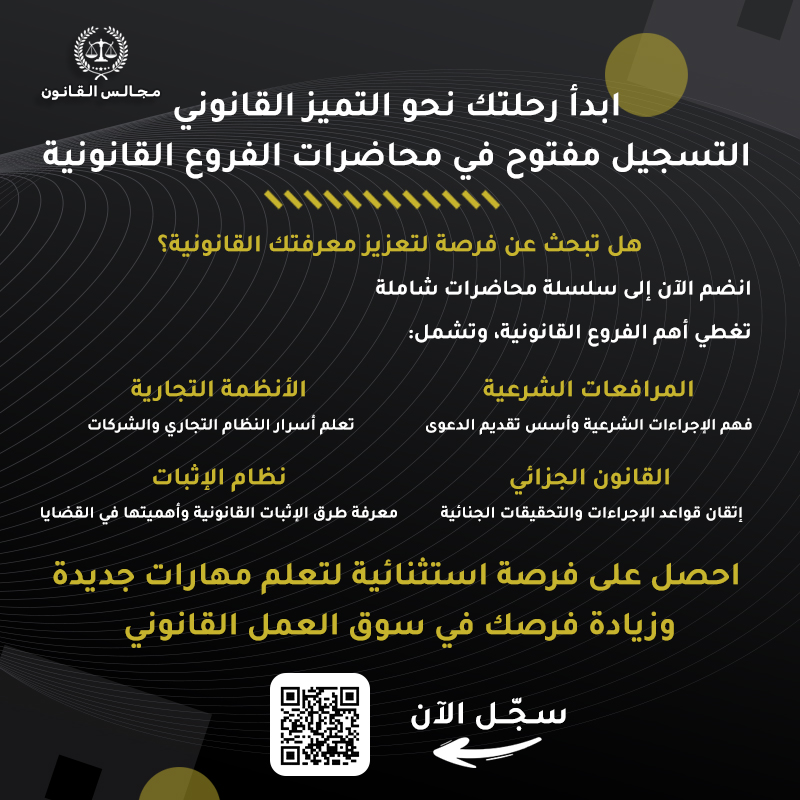 مجالس القانون
ابدأ رحلتك نحو التميز القانوني
التسجيل مفتوح في محاضرات الفروع القانونية
هل تبحث عن فرصة لتعزيز معرفتك القانونية؟
انضم الآن إلى سلسلة محاضرات شاملة
تغطي أهم الفروع القانونية، وتشمل:
المرافعات الشرعية
فهم الإجراءات الشرعية وأسس تقديم الدعوى
الأنظمة التجارية
تعلم أسرار النظام التجاري والشركات
القانون الجزائي
إتقان قواعد الإجراءات والتحقيقات الجنائية
نظام الإثبات
معرفة طرق الإثبات القانونية وأهميتها في القضايا
احصل على فرصة استثنائية لتعلم مهارات جديدة
وزيادة فرصك في سوق العمل القانوني
سجّل الآن